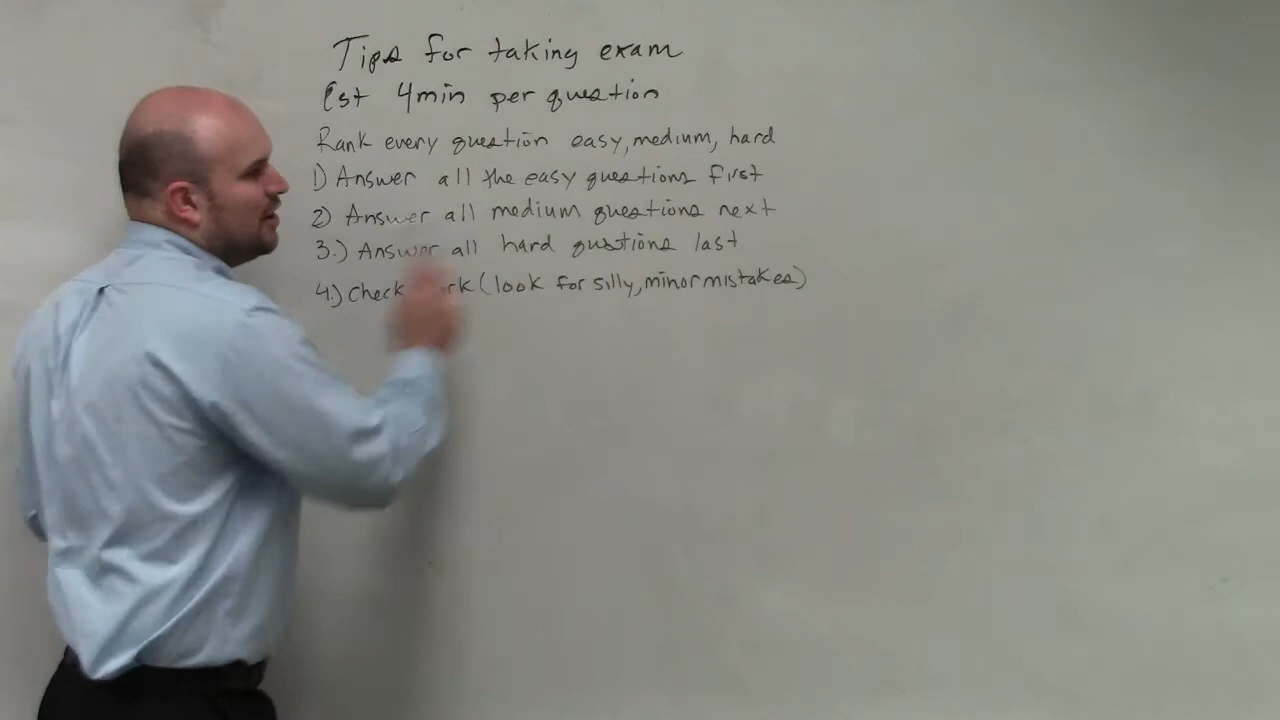 Tips for taking exam
Est 4min per question
Rank every question easy, medium, hard
1) Answer all the easy questions first
2) Answer all medium questions next
3.) Answer all hard qustions last
4.) Check (look for silly, minor mistakes)